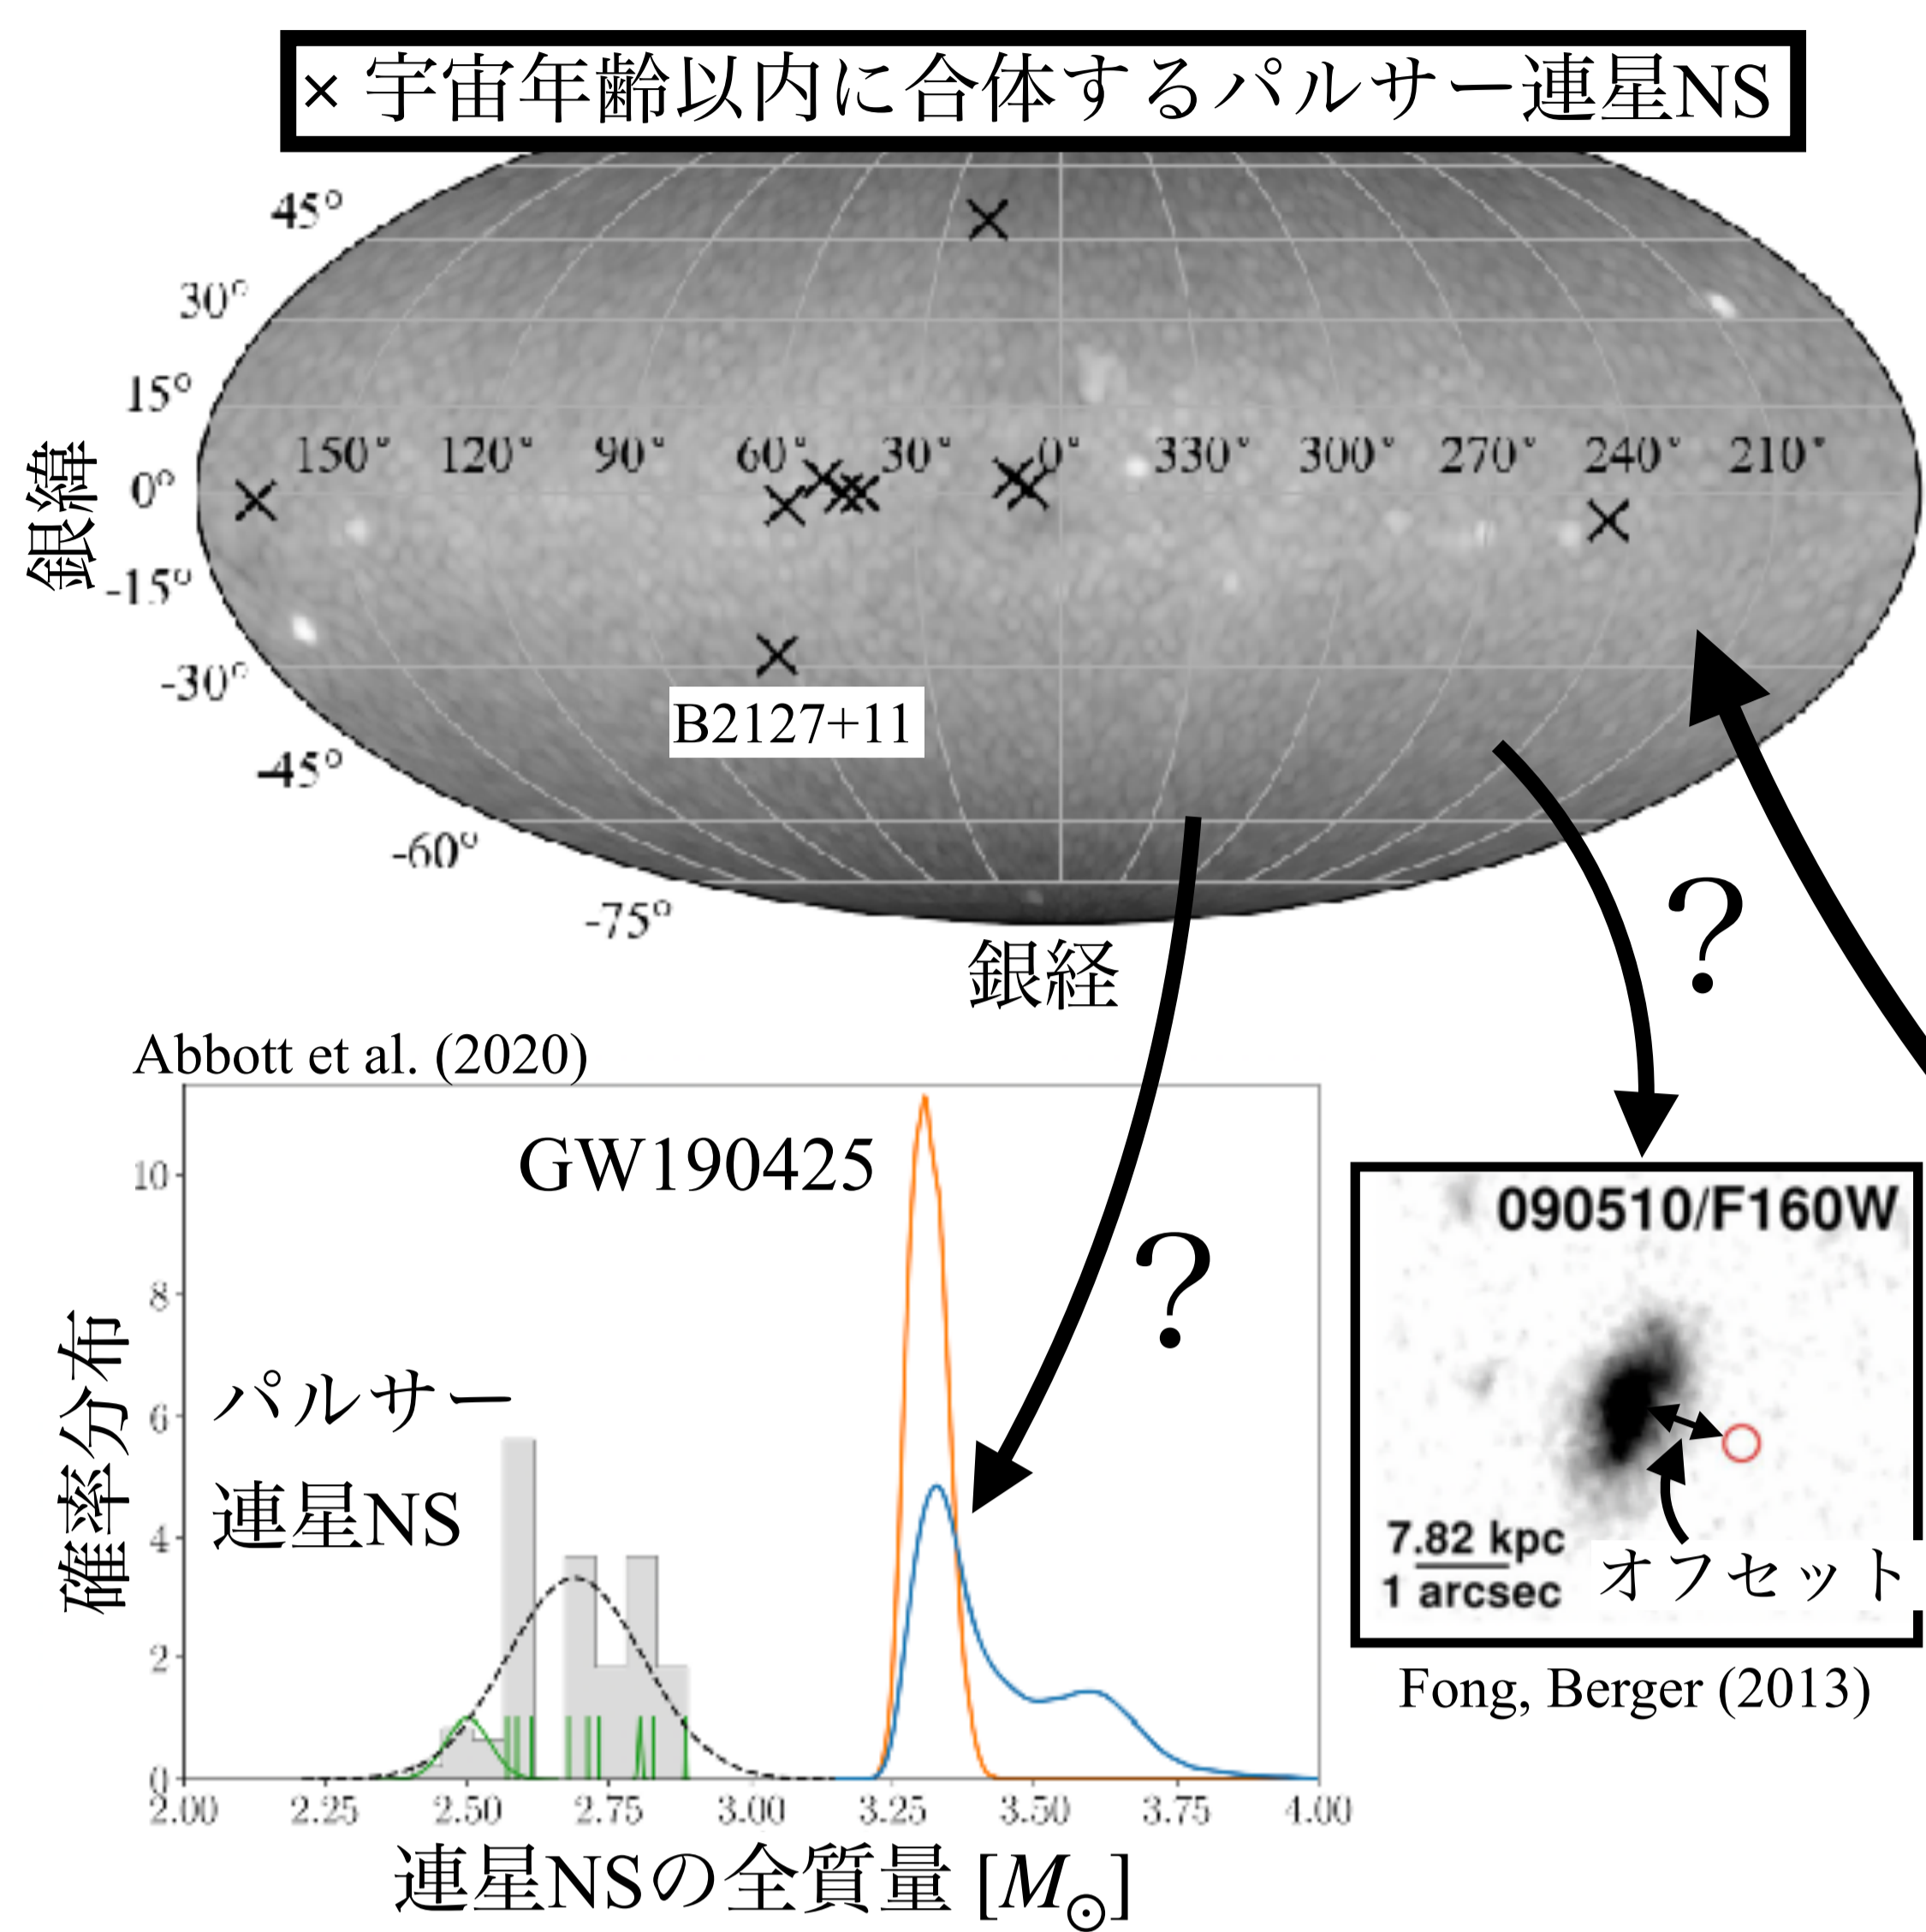 × 宇宙年齢以内に合体するパルサー連星NS
45°
30°
15°
0°
-15°
-30°
-45°
-60°
-75°
銀緯
150° 120° 90° 60° 30° 0° 330° 300° 270° 240° 210°
B2127+11
銀経
?
Abbott et al. (2020)
GW190425
?
パルサー
連星NS
確率分布
10
8
6
4
2
0
2.00 2.25 2.50 2.75 3.00 3.25 3.50 3.75 4.00
連星NSの全質量 [M⊙]
090510/F160W
7.82 kpc
1 arcsec
オフセット
Fong, Berger (2013)